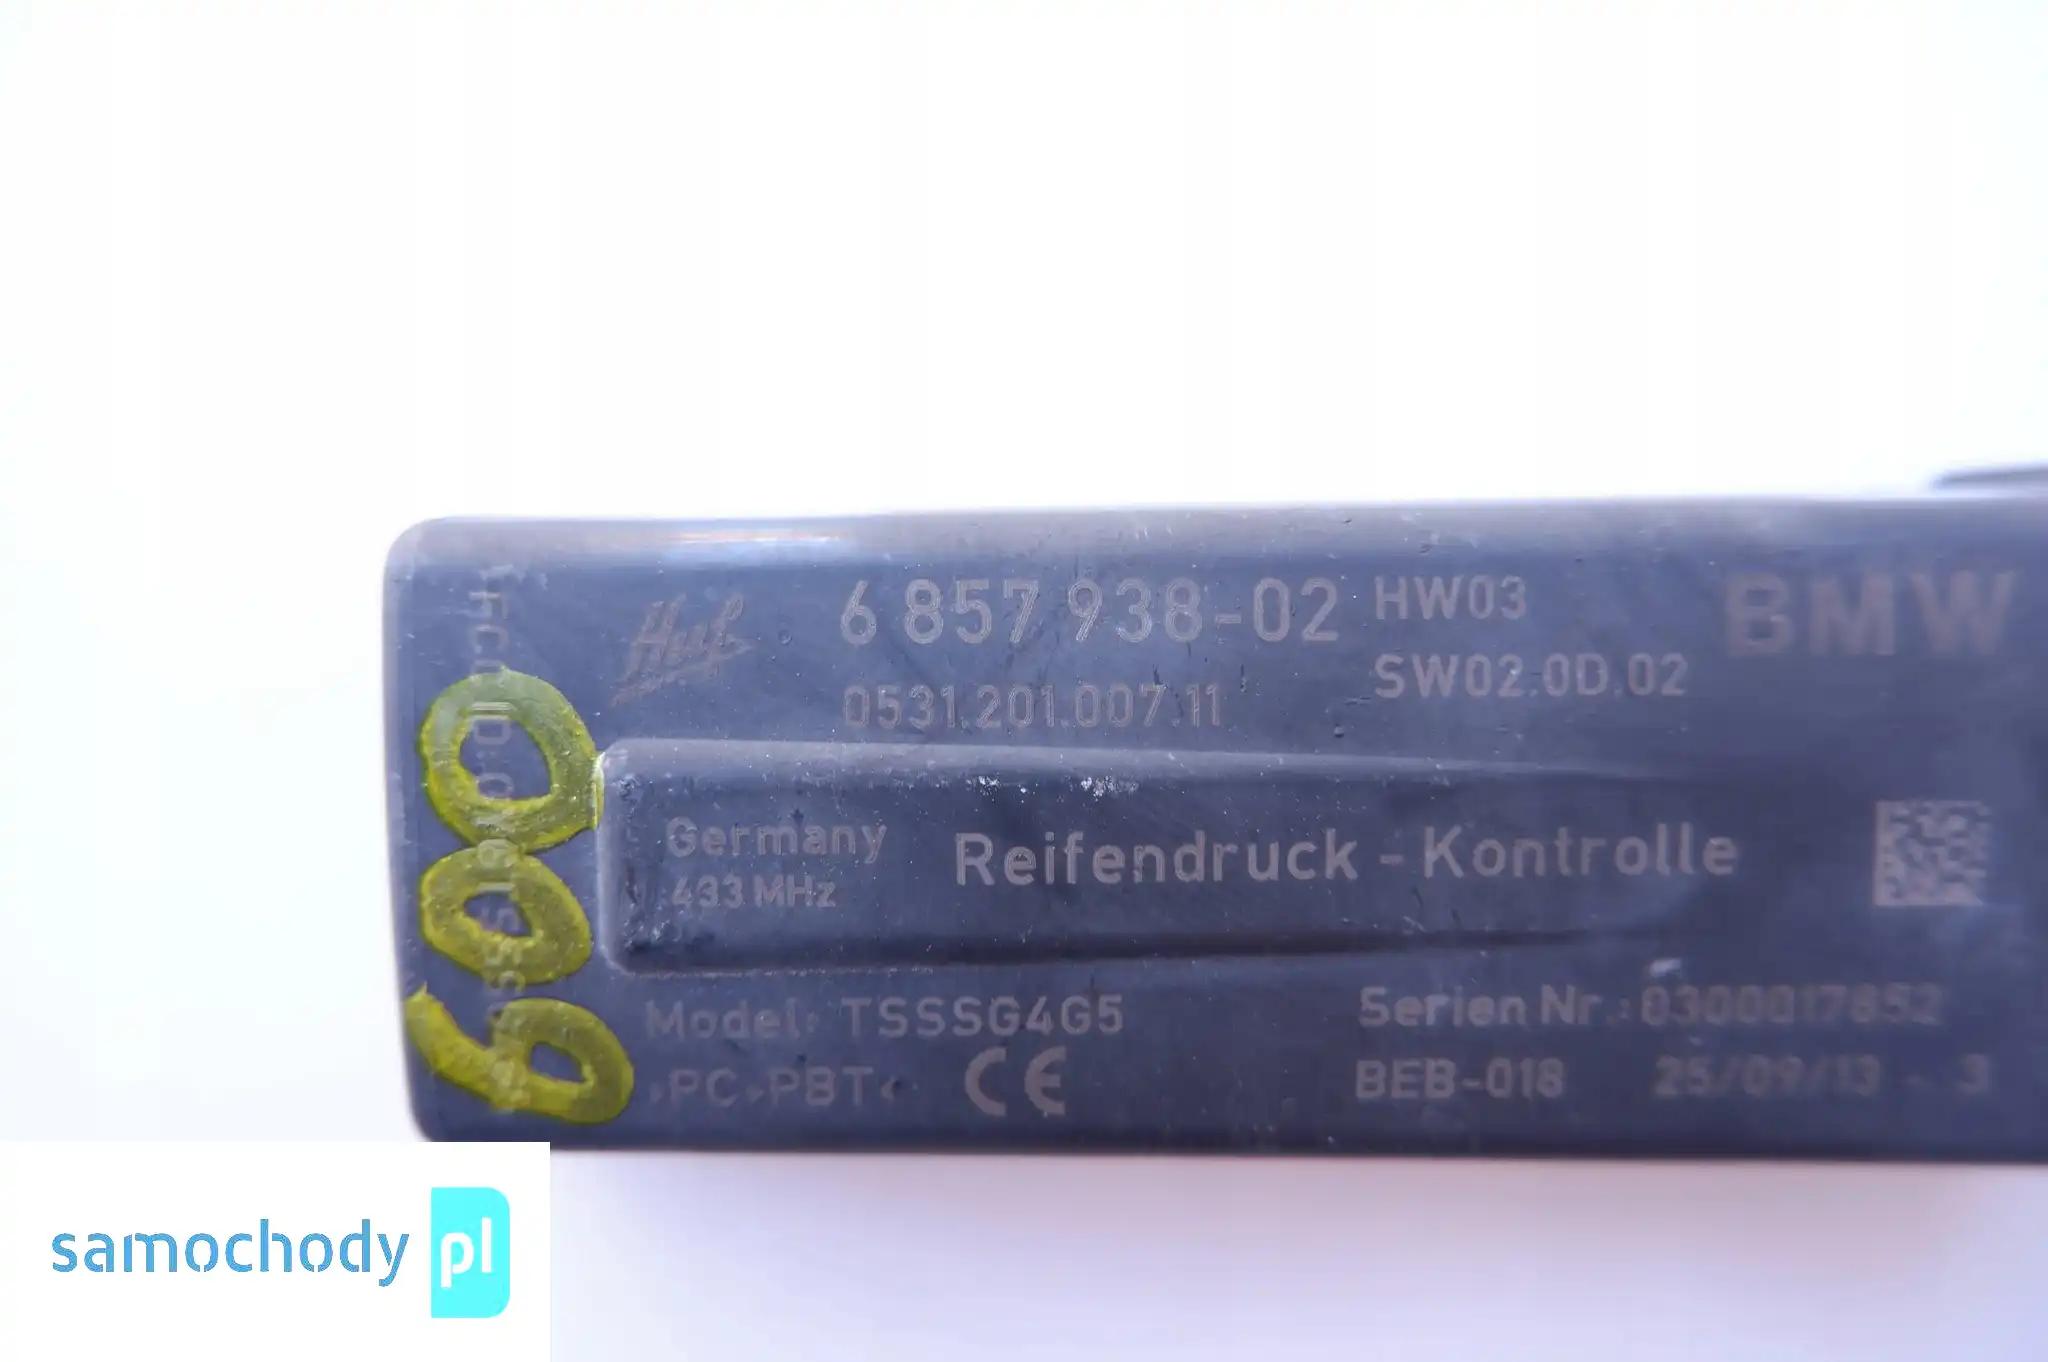 Huf 6 857 938-02 HW03 BMW
0531.201.007.11 SW02.0D.02
Germany
433 MHz
Reifendruck - Kontrolle
Model: TSSSG4G5
Serien Nr.: 0300017852
>PC+PBT< CE
BEB-018 25/09/13 - 3
600
samochody pl